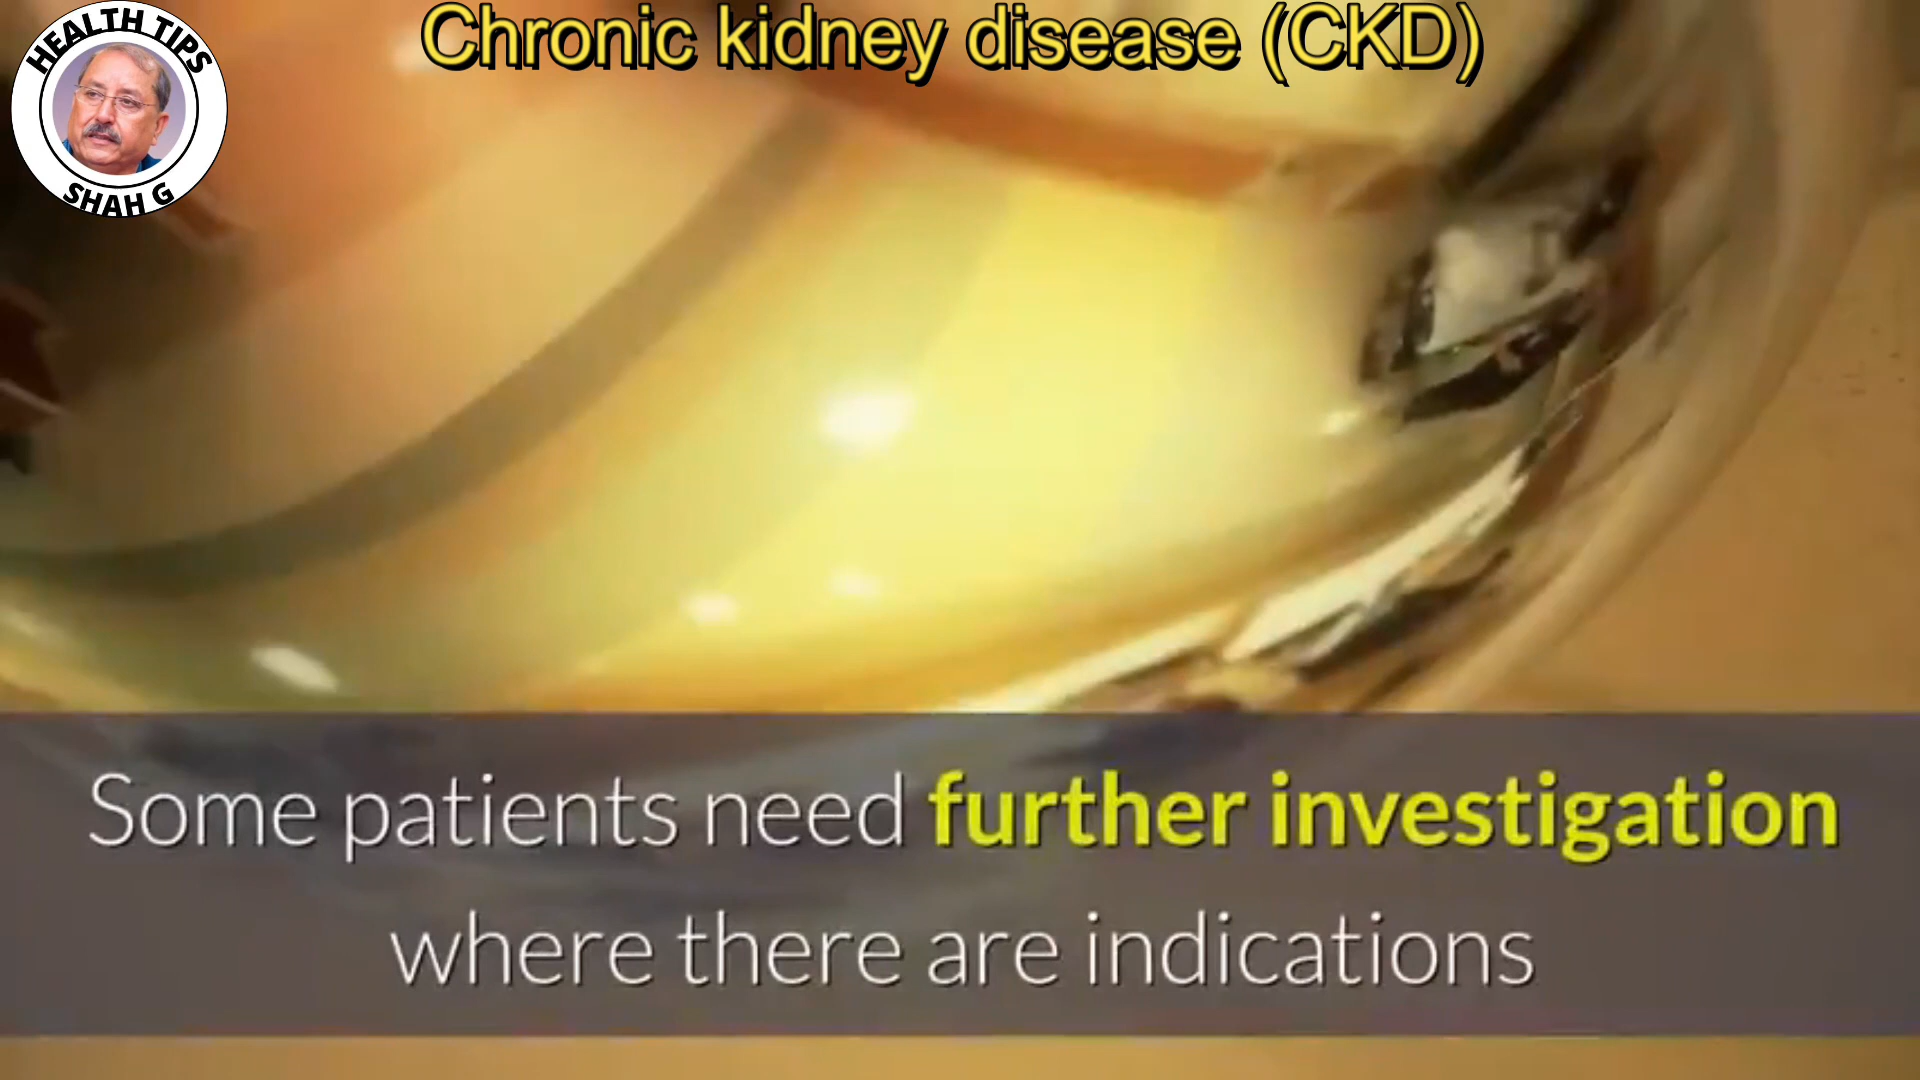 HEALTH TIPS
SHAH G
Chronic kidney disease (CKD)
Some patients need further investigation
where there are indications